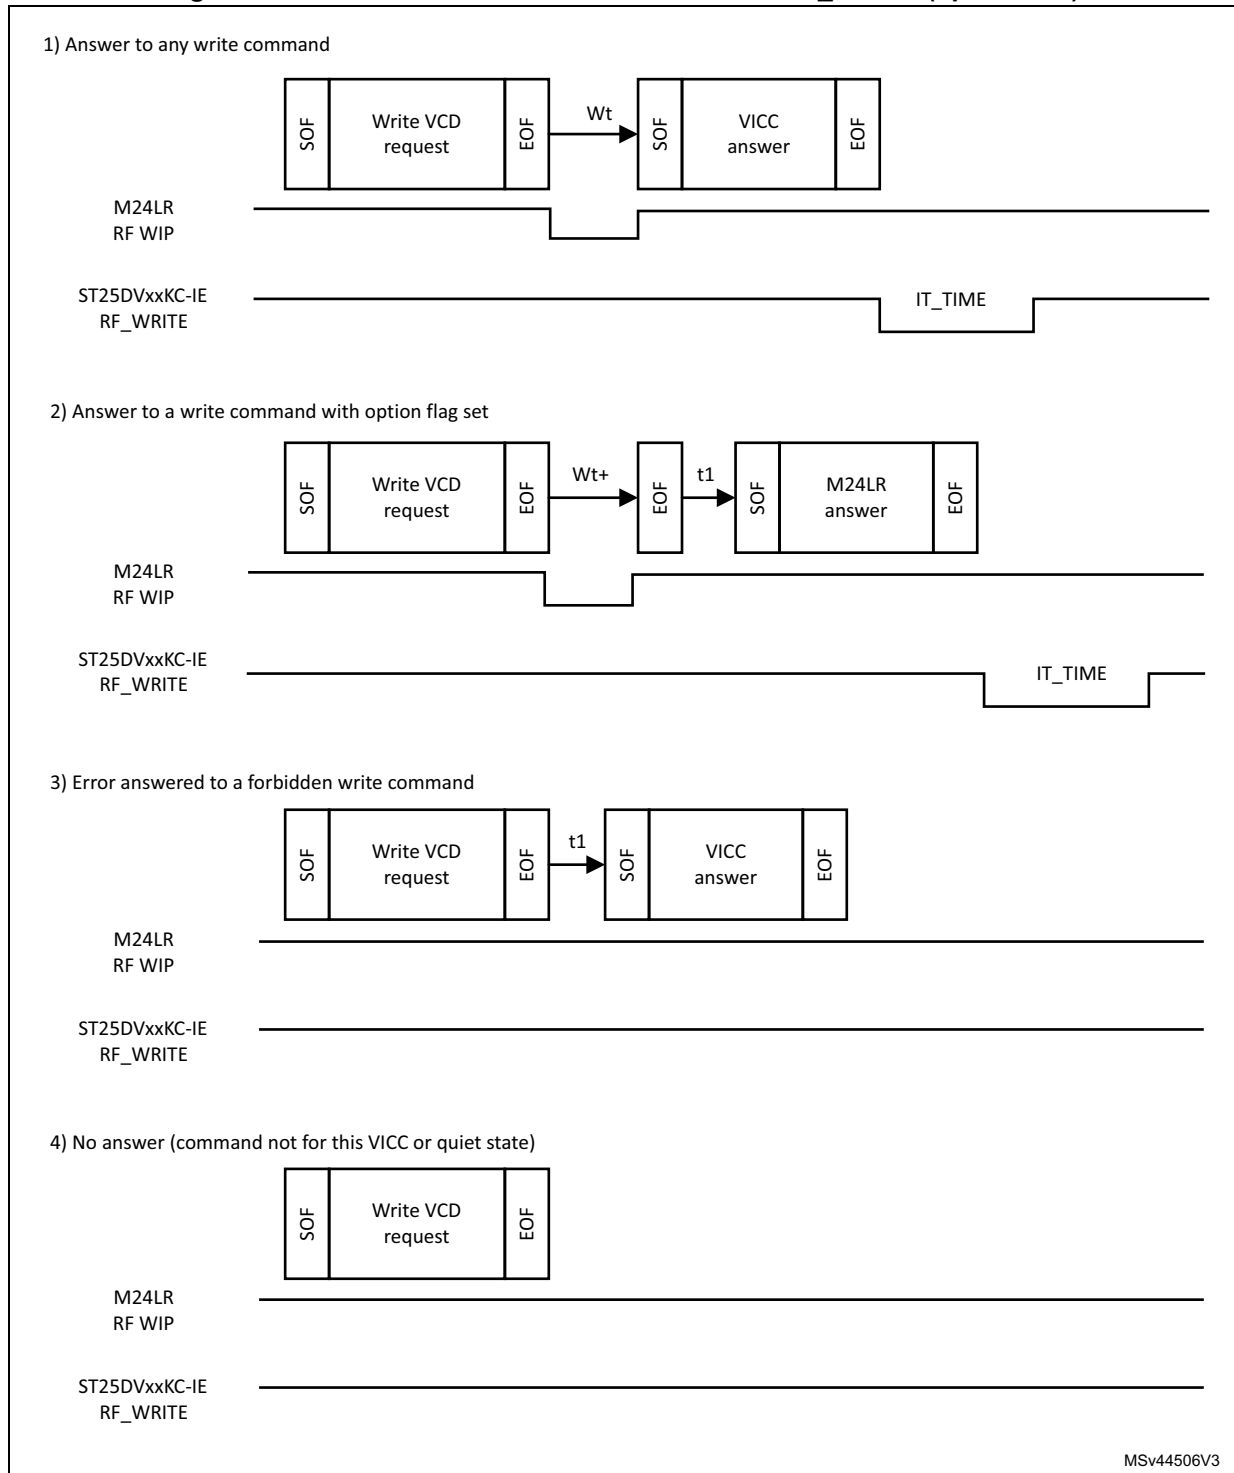 1) Answer to any write command
SOF
Write VCD
request
EOF
Wt
SOF
VICC
answer
EOF
M24LR
RF WIP
ST25DVxxKC-IE
RF_WRITE
IT_TIME
2) Answer to a write command with option flag set
SOF
Write VCD
request
EOF
Wt+
EOF
t1
SOF
M24LR
answer
EOF
M24LR
RF WIP
ST25DVxxKC-IE
RF_WRITE
IT_TIME
3) Error answered to a forbidden write command
SOF
Write VCD
request
EOF
t1
SOF
VICC
answer
EOF
M24LR
RF WIP
ST25DVxxKC-IE
RF_WRITE
4) No answer (command not for this VICC or quiet state)
SOF
Write VCD
request
EOF
M24LR
RF WIP
ST25DVxxKC-IE
RF_WRITE
MSv44506V3